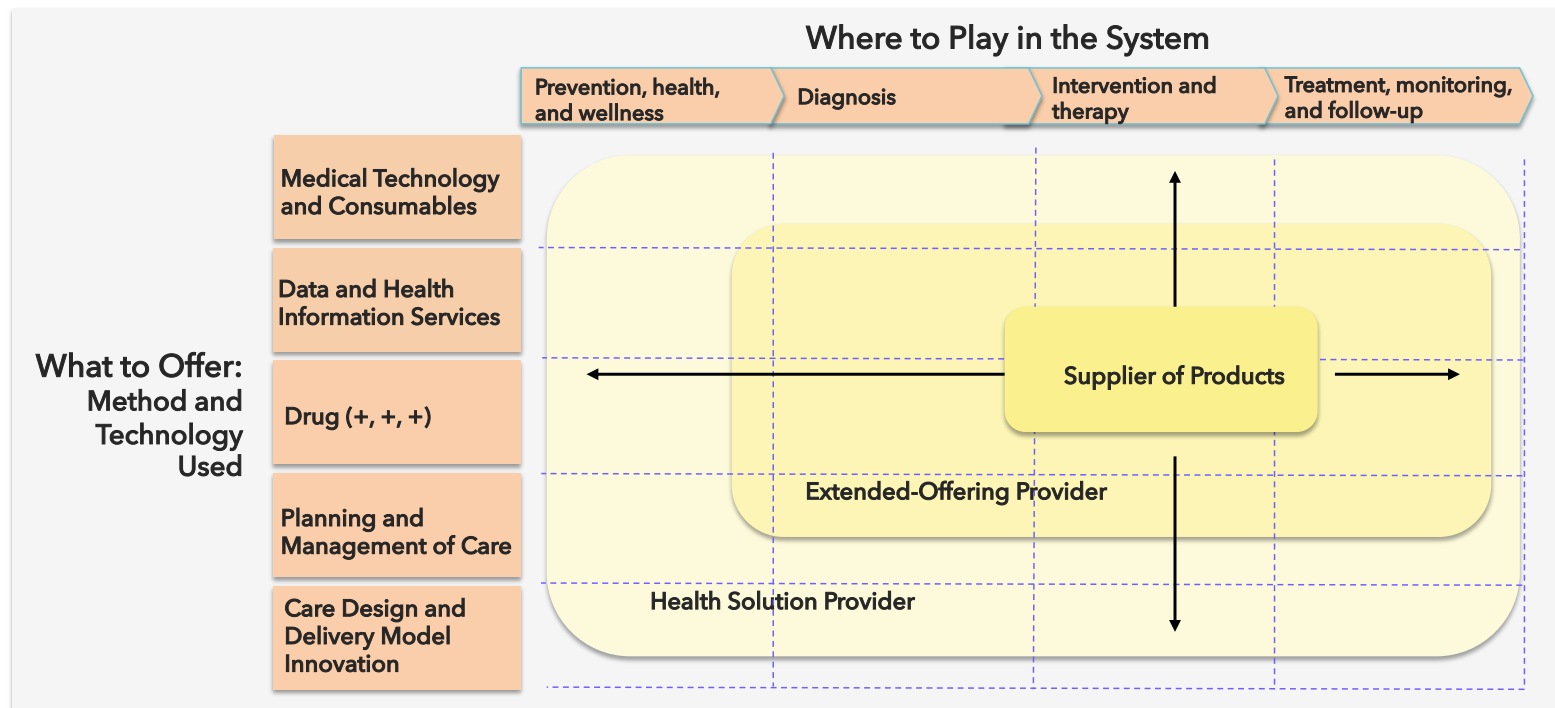 Where to Play in the System
Prevention, health,
and wellness
Diagnosis
Intervention and
therapy
Treatment, monitoring,
and follow-up
Medical Technology
and Consumables
Data and Health
Information Services
What to Offer:
Method and
Technology
Used
Drug (+, +, +)
Planning and
Management of Care
Care Design and
Delivery Model
Innovation
Supplier of Products
Extended-Offering Provider
Health Solution Provider